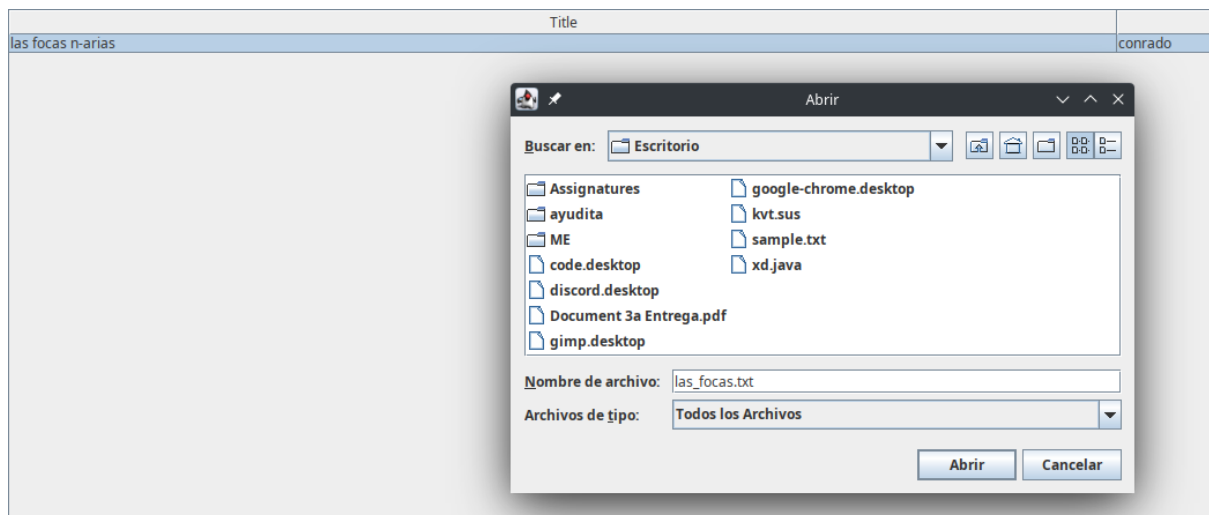 Title
las focas n-arias conrado
Abrir
Buscar en: Escritorio
Assignatures google-chrome.desktop
ayudita kvt.sus
ME sample.txt
code.desktop xd.java
discord.desktop
Document 3a Entrega.pdf
gimp.desktop
Nombre de archivo: las_focas.txt
Archivos de tipo: Todos los Archivos
Abrir Cancelar